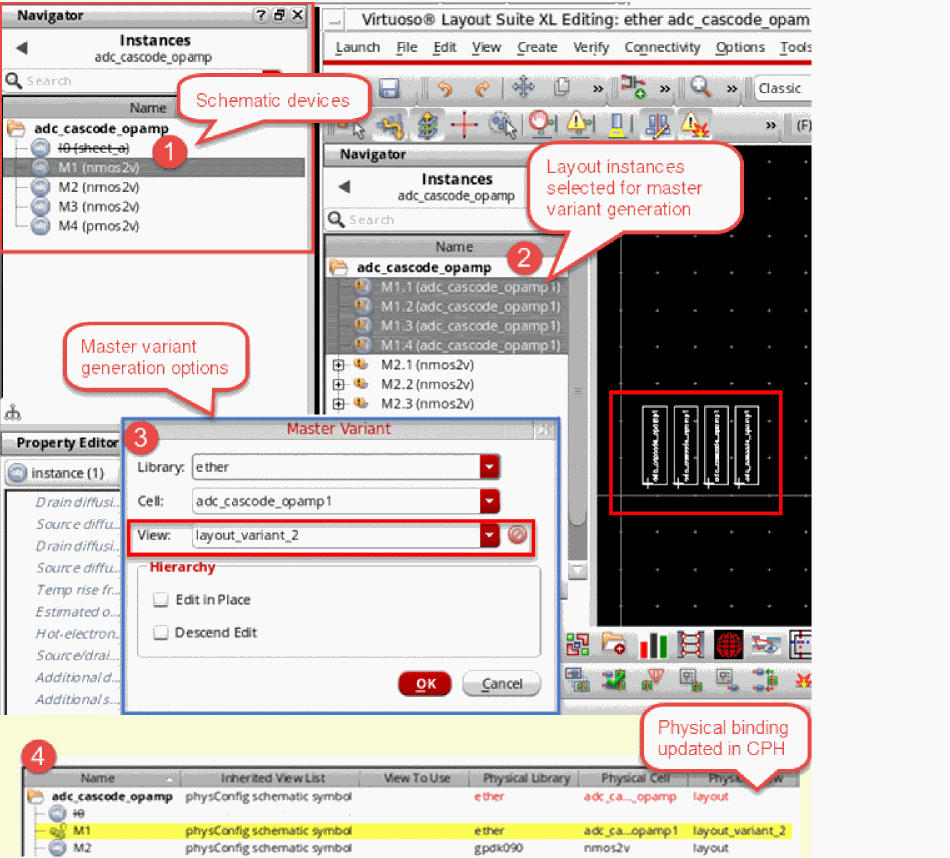 Navigator
Instances
adc_cascode_opamp
Search
Name
adc_cascode_opamp
I0 (sheet_a)
M1 (nmos2v)
M2 (nmos2v)
M3 (nmos2v)
M4 (pmos2v)
Schematic devices
1
Virtuoso® Layout Suite XL Editing: ether adc_cascode_opam
Launch File Edit View Create Verify Connectivity Options Tools
Classic
(F)
Navigator
Instances
adc_cascode_opamp
Search
Name
adc_cascode_opamp
M1.1 (adc_cascode_opamp1)
M1.2 (adc_cascode_opamp1)
M1.3 (adc_cascode_opamp1)
M1.4 (adc_cascode_opamp1)
M2.1 (nmos2v)
M2.2 (nmos2v)
M2.3 (nmos2v)
Layout instances
selected for master
variant generation
2
Master variant
generation options
Property Editor
instance (1)
Drain diffusi...
Source diffu...
Drain diffusi...
Source diffu...
Temp rise fr...
Estimated o...
Hot-electron...
Source/drai...
Additional d...
Additional s...
3
Master Variant
Library: ether
Cell: adc_cascode_opamp1
View: layout_variant_2
Hierarchy
Edit in Place
Descend Edit
OK Cancel
adc_cascode_opamp1
adc_cascode_opamp1
adc_cascode_opamp1
adc_cascode_opamp1
Physical binding
updated in CPH
4
Name Inherited View List View To Use Physical Library Physical Cell
adc_cascode_opamp physConfig schematic symbol ether adc_ca..._opamp layout
I0
M1 physConfig schematic symbol ether adc_ca...opamp1 layout_variant_2
M2 physConfig schematic symbol gpdk090 nmos2v layout